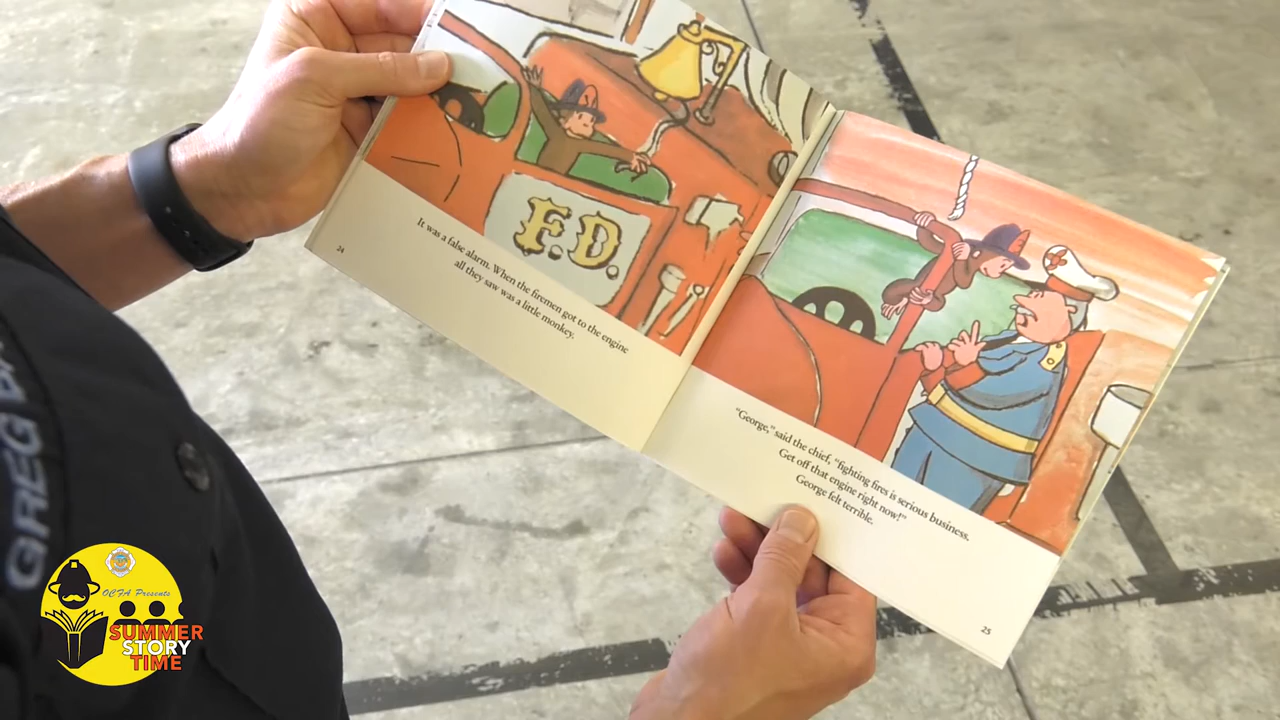 F.D.
It was a false alarm. When the firemen got to the engine
all they saw was a little monkey.
24
"George," said the chief, "fighting fires is serious business.
Get off that engine right now!"
George felt terrible.
25
GREG
OCFA Presents
SUMMER
STORY
TIME